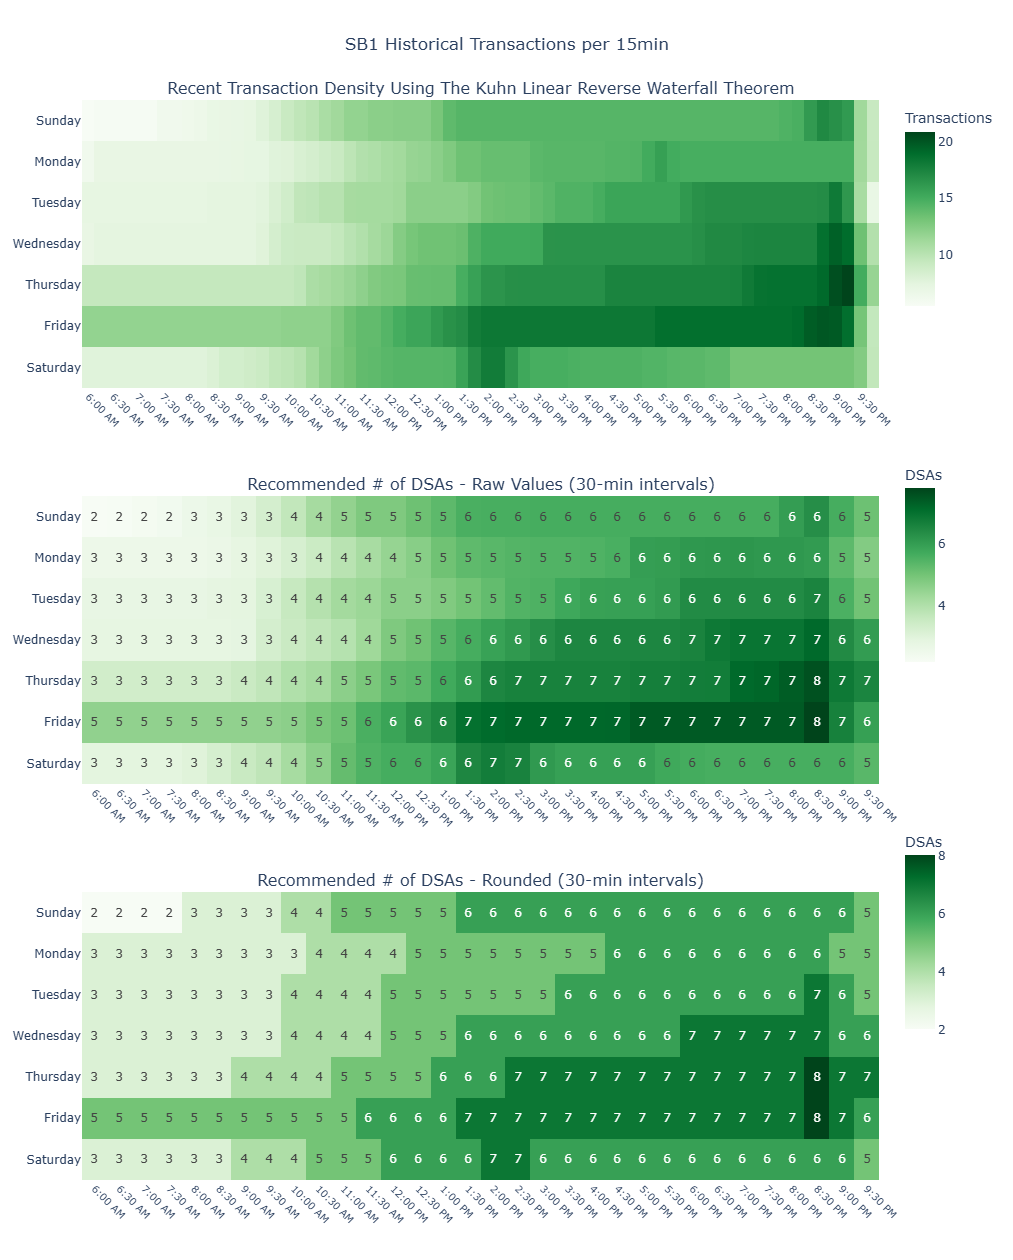 SB1 Historical Transactions per 15min
Recent Transaction Density Using The Kuhn Linear Reverse Waterfall Theorem
Transactions
20
15
10
Sunday
Monday
Tuesday
Wednesday
Thursday
Friday
Saturday
6:00 AM 6:30 AM 7:00 AM 7:30 AM 8:00 AM 8:30 AM 9:00 AM 9:30 AM 10:00 AM 10:30 AM 11:00 AM 11:30 AM 12:00 PM 12:30 PM 1:00 PM 1:30 PM 2:00 PM 2:30 PM 3:00 PM 3:30 PM 4:00 PM 4:30 PM 5:00 PM 5:30 PM 6:00 PM 6:30 PM 7:00 PM 7:30 PM 8:00 PM 8:30 PM 9:00 PM 9:30 PM
Recommended # of DSAs - Raw Values (30-min intervals)
DSAs
6
4
Sunday 2 2 2 2 3 3 3 3 4 4 5 5 5 5 5 6 6 6 6 6 6 6 6 6 6 6 6 6 6 6 6 5
Monday 3 3 3 3 3 3 3 3 3 4 4 4 4 5 5 5 5 5 5 5 5 6 6 6 6 6 6 6 6 6 5 5
Tuesday 3 3 3 3 3 3 3 3 4 4 4 4 5 5 5 5 5 5 5 6 6 6 6 6 6 6 6 6 6 7 6 5
Wednesday 3 3 3 3 3 3 3 3 4 4 4 4 5 5 5 6 6 6 6 6 6 6 6 6 7 7 7 7 7 7 6 6
Thursday 3 3 3 3 3 3 4 4 4 4 5 5 5 5 6 6 6 7 7 7 7 7 7 7 7 7 7 7 7 8 7 7
Friday 5 5 5 5 5 5 5 5 5 5 5 6 6 6 6 7 7 7 7 7 7 7 7 7 7 7 7 7 7 8 7 6
Saturday 3 3 3 3 3 3 4 4 4 5 5 5 6 6 6 6 7 7 6 6 6 6 6 6 6 6 6 6 6 6 6 5
6:00 AM 6:30 AM 7:00 AM 7:30 AM 8:00 AM 8:30 AM 9:00 AM 9:30 AM 10:00 AM 10:30 AM 11:00 AM 11:30 AM 12:00 PM 12:30 PM 1:00 PM 1:30 PM 2:00 PM 2:30 PM 3:00 PM 3:30 PM 4:00 PM 4:30 PM 5:00 PM 5:30 PM 6:00 PM 6:30 PM 7:00 PM 7:30 PM 8:00 PM 8:30 PM 9:00 PM 9:30 PM
Recommended # of DSAs - Rounded (30-min intervals)
DSAs
8
6
4
2
Sunday 2 2 2 2 3 3 3 3 4 4 5 5 5 5 5 6 6 6 6 6 6 6 6 6 6 6 6 6 6 6 6 5
Monday 3 3 3 3 3 3 3 3 3 4 4 4 4 5 5 5 5 5 5 5 5 6 6 6 6 6 6 6 6 6 5 5
Tuesday 3 3 3 3 3 3 3 3 4 4 4 4 5 5 5 5 5 5 5 6 6 6 6 6 6 6 6 6 6 7 6 5
Wednesday 3 3 3 3 3 3 3 3 4 4 4 4 5 5 5 6 6 6 6 6 6 6 6 6 7 7 7 7 7 7 6 6
Thursday 3 3 3 3 3 3 4 4 4 4 5 5 5 5 6 6 6 7 7 7 7 7 7 7 7 7 7 7 7 8 7 7
Friday 5 5 5 5 5 5 5 5 5 5 5 6 6 6 6 7 7 7 7 7 7 7 7 7 7 7 7 7 7 8 7 6
Saturday 3 3 3 3 3 3 4 4 4 5 5 5 6 6 6 6 7 7 6 6 6 6 6 6 6 6 6 6 6 6 6 5
6:00 AM 6:30 AM 7:00 AM 7:30 AM 8:00 AM 8:30 AM 9:00 AM 9:30 AM 10:00 AM 10:30 AM 11:00 AM 11:30 AM 12:00 PM 12:30 PM 1:00 PM 1:30 PM 2:00 PM 2:30 PM 3:00 PM 3:30 PM 4:00 PM 4:30 PM 5:00 PM 5:30 PM 6:00 PM 6:30 PM 7:00 PM 7:30 PM 8:00 PM 8:30 PM 9:00 PM 9:30 PM